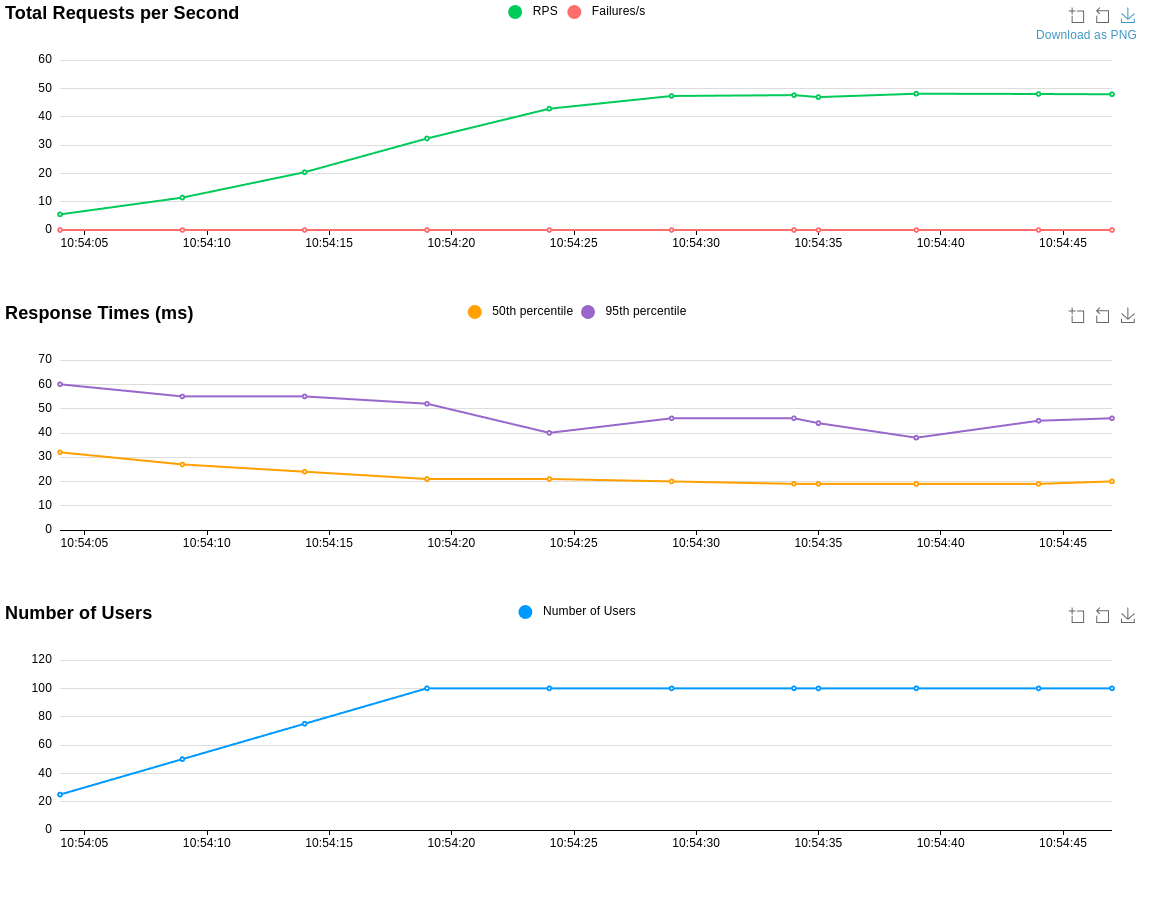 Total Requests per Second
RPS Failures/s
Download as PNG
60
50
40
30
20
10
0
10:54:05 10:54:10 10:54:15 10:54:20 10:54:25 10:54:30 10:54:35 10:54:40 10:54:45
Response Times (ms)
50th percentile 95th percentile
70
60
50
40
30
20
10
0
10:54:05 10:54:10 10:54:15 10:54:20 10:54:25 10:54:30 10:54:35 10:54:40 10:54:45
Number of Users
Number of Users
120
100
80
60
40
20
0
10:54:05 10:54:10 10:54:15 10:54:20 10:54:25 10:54:30 10:54:35 10:54:40 10:54:45